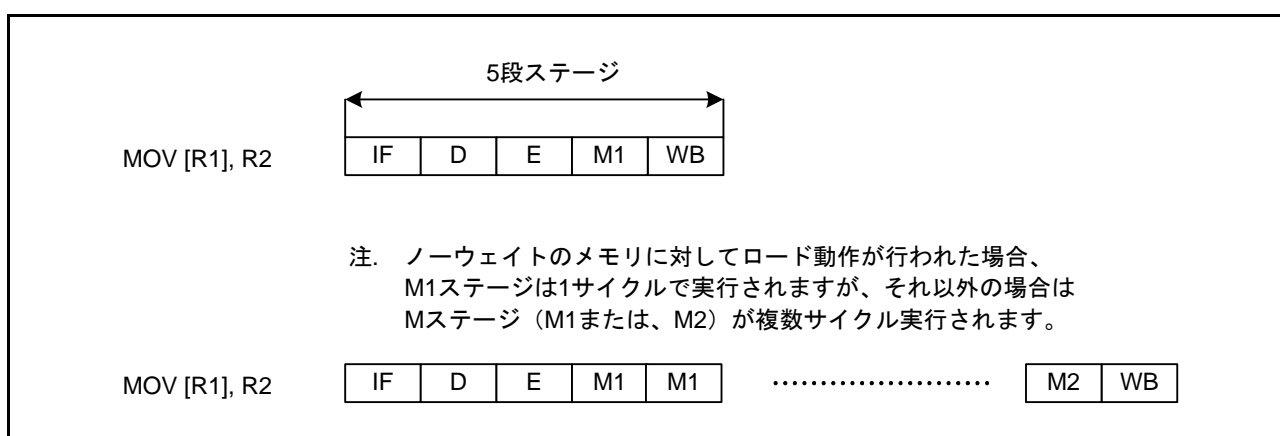 5段ステージ
MOV [R1], R2 IF D E M1 WB
注. ノーウェイトのメモリに対してロード動作が行われた場合、
M1ステージは1サイクルで実行されますが、それ以外の場合は
Mステージ（M1または、M2）が複数サイクル実行されます。
MOV [R1], R2 IF D E M1 M1 ........................ M2 WB